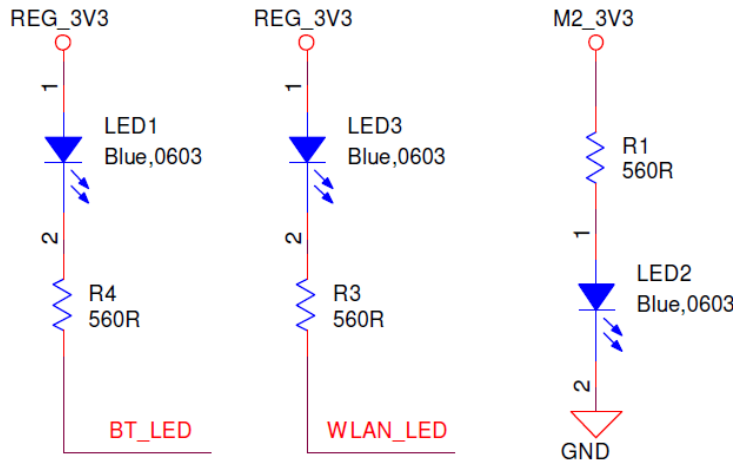 REG_3V3
1
LED1
Blue,0603
2
R4
560R
BT_LED
REG_3V3
1
LED3
Blue,0603
2
R3
560R
WLAN_LED
M2_3V3
R1
560R
1
LED2
Blue,0603
2
GND